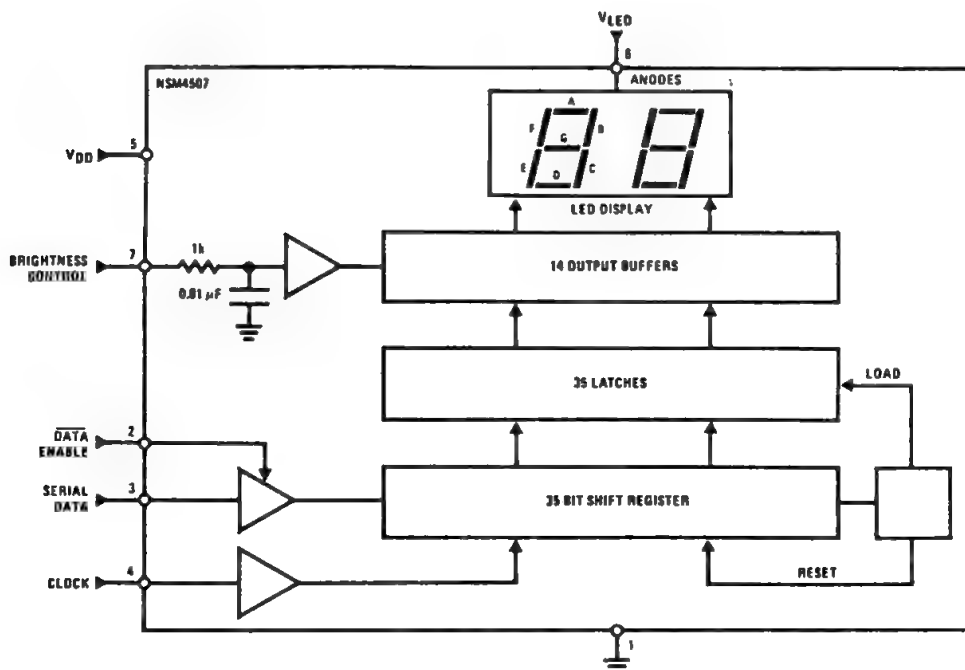 VLED
6
NSM4507
ANODES
A
F
B
G
E
C
D
LED DISPLAY
5
VDD
BRIGHTNESS
CONTROL
7
1k
0.01 µF
14 OUTPUT BUFFERS
35 LATCHES
LOAD
DATA
ENABLE
2
SERIAL
DATA
3
35 BIT SHIFT REGISTER
CLOCK
4
RESET
1